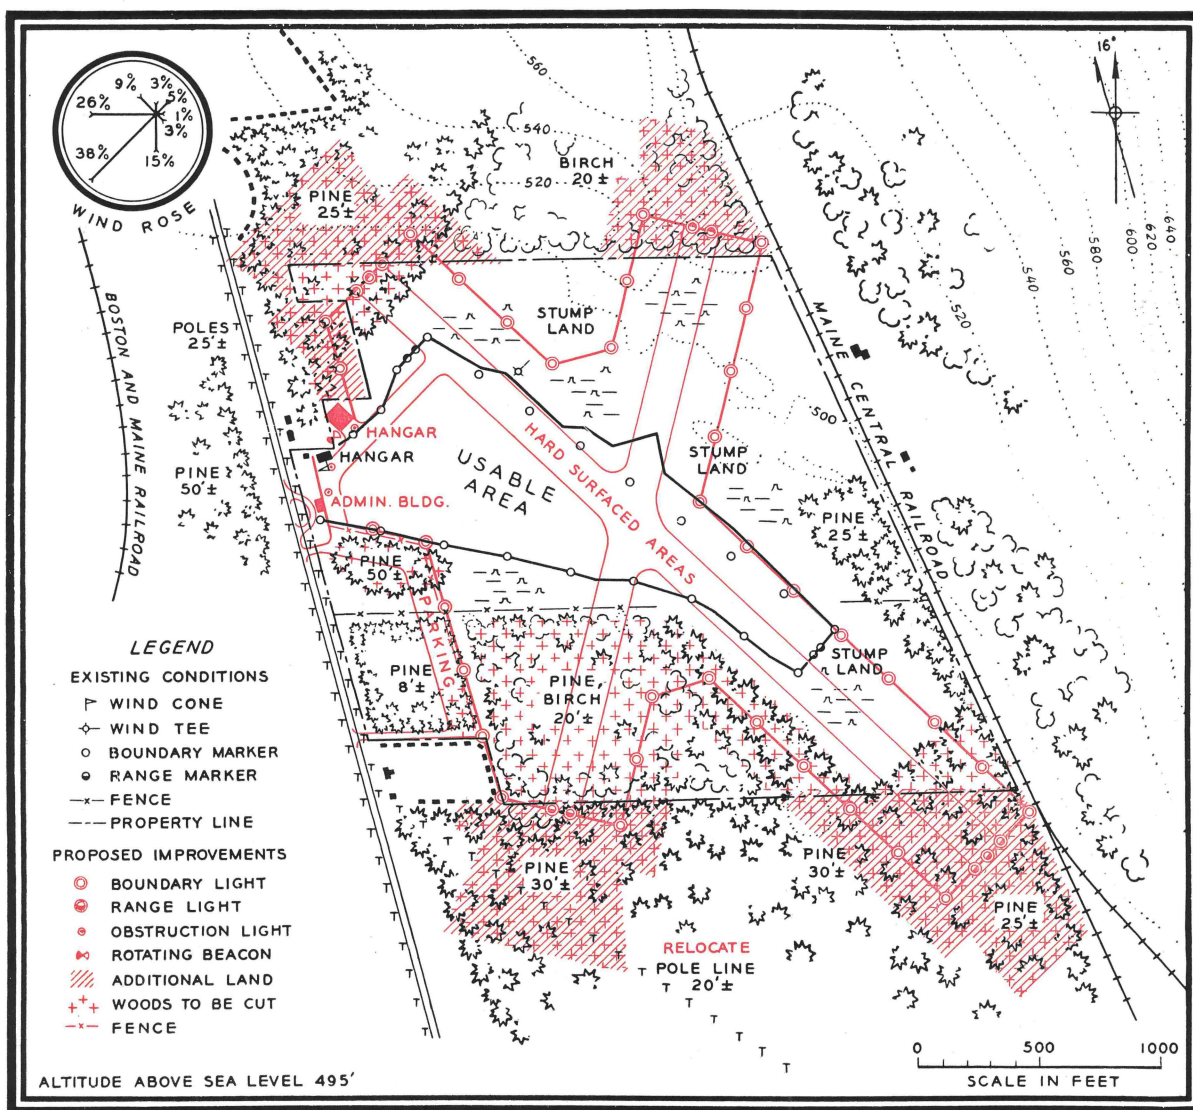 9%
3%
5%
26%
1%
3%
38%
15%
WIND ROSE
16°
560
540
520
BIRCH
20'±
PINE
25'±
640
620
600
580
560
540
520
500
STUMP
LAND
POLES
25'±
BOSTON AND MAINE RAILROAD
MAINE CENTRAL RAILROAD
HANGAR
HANGAR
USABLE
AREA
HARD SURFACED AREAS
STUMP
LAND
PINE
50'±
ADMIN. BLDG.
PINE
25'±
PINE
50'±
PARKING
PINE
8'±
PINE,
BIRCH
20'±
STUMP
LAND
LEGEND
EXISTING CONDITIONS
WIND CONE
WIND TEE
BOUNDARY MARKER
RANGE MARKER
FENCE
PROPERTY LINE
PROPOSED IMPROVEMENTS
BOUNDARY LIGHT
RANGE LIGHT
OBSTRUCTION LIGHT
ROTATING BEACON
ADDITIONAL LAND
WOODS TO BE CUT
FENCE
PINE
30'±
PINE
30'±
PINE
25'±
RELOCATE
POLE LINE
20'±
ALTITUDE ABOVE SEA LEVEL 495'
0 500 1000
SCALE IN FEET